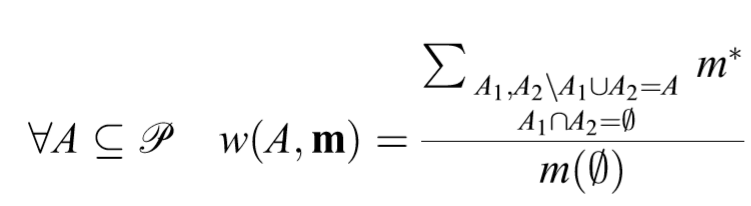 ∑ A₁,A₂\A₁∪A₂=A m*
A₁∩A₂=∅
∀A ⊆ 𝒫 w(A, 𝐦) =
m(∅)